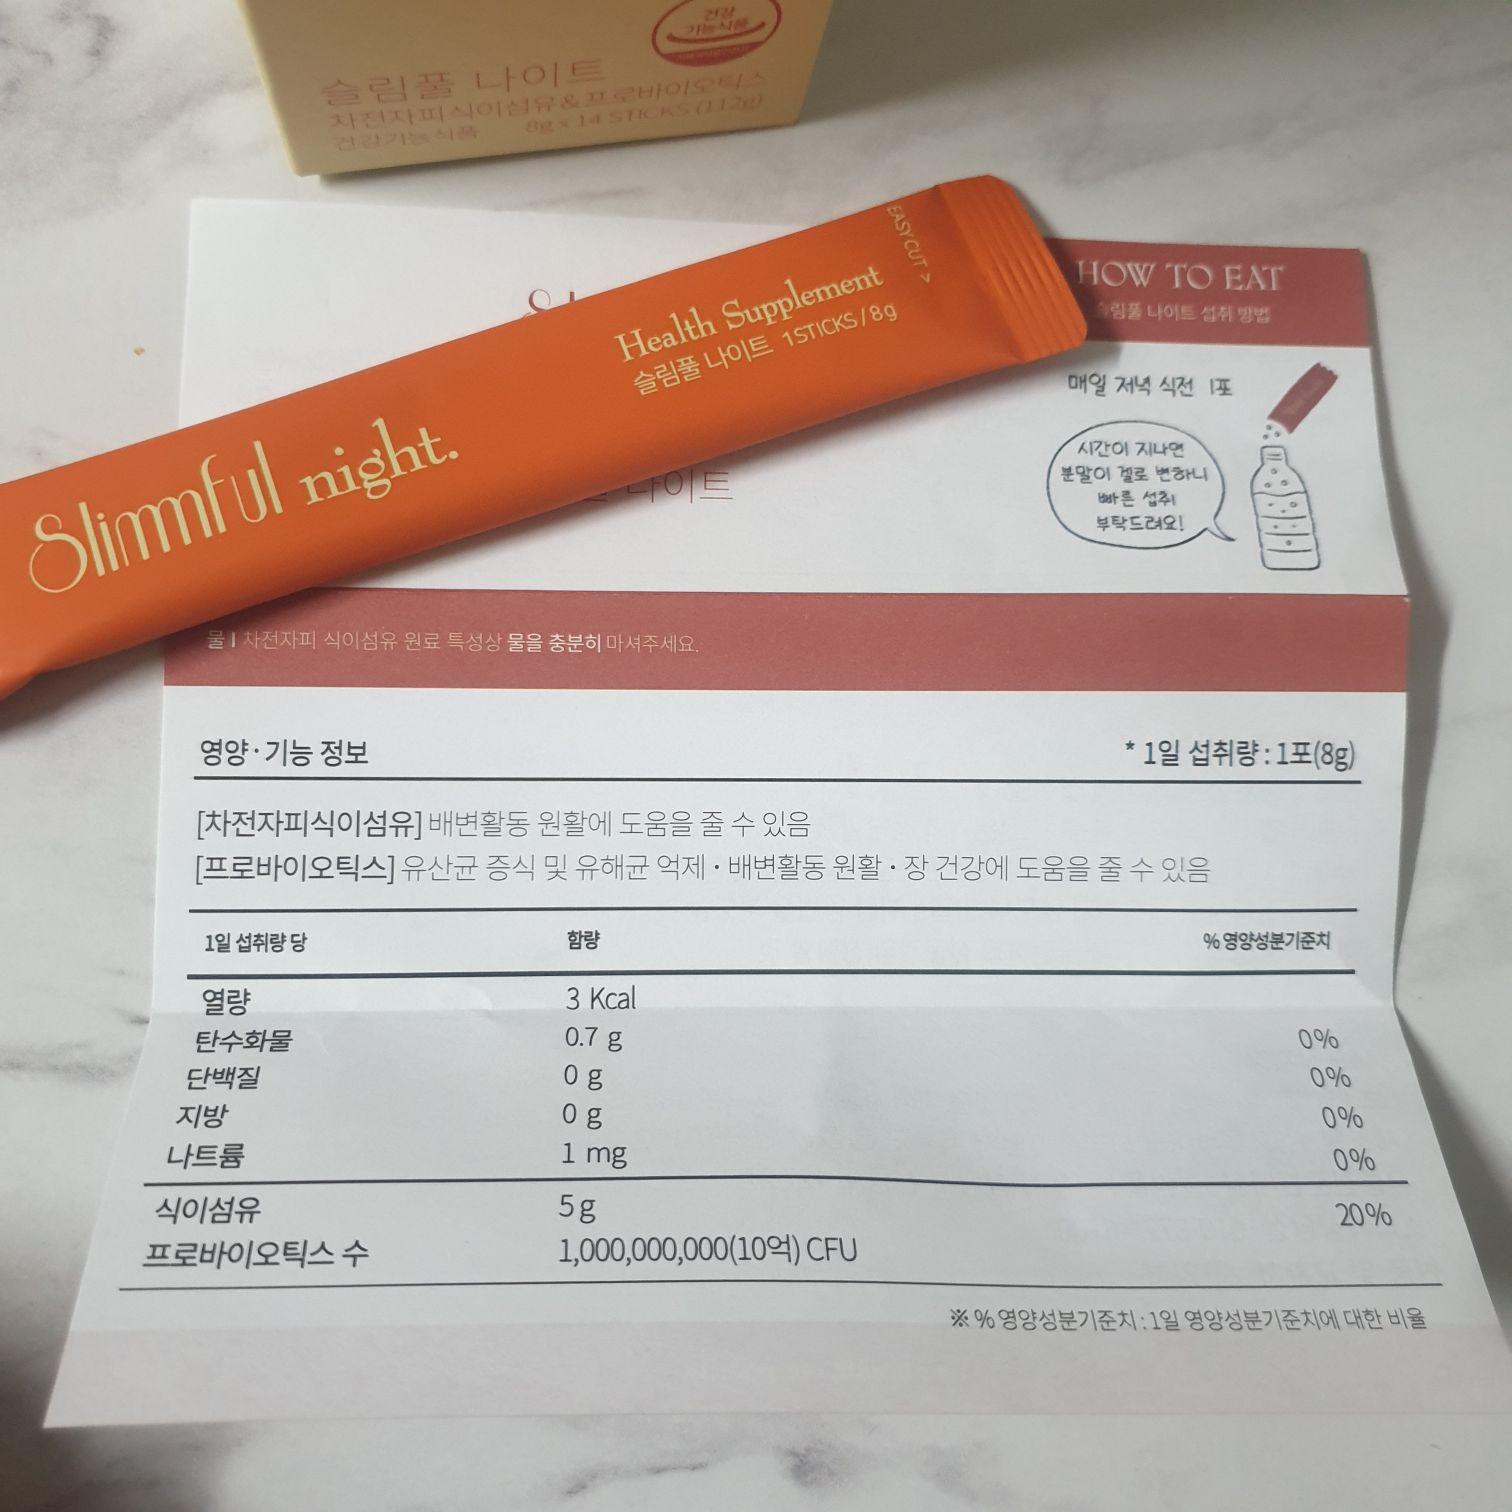 건강
기능식품
슬림풀 나이트
차전자피식이섬유&프로바이오틱스
건강기능식품 8g x 14 STICKS (112g)
EASY CUT >
Health Supplement
슬림풀 나이트 1STICKS / 8g
Slimmful night.
나이트
HOW TO EAT
슬림풀 나이트 섭취 방법
매일 저녁 식전 1포
시간이 지나면
분말이 겔로 변하니
빠른 섭취
부탁드려요!
물 | 차전자피 식이섬유 원료 특성상 물을 충분히 마셔주세요.
영양·기능 정보 * 1일 섭취량 : 1포(8g)
[차전자피식이섬유] 배변활동 원활에 도움을 줄 수 있음
[프로바이오틱스] 유산균 증식 및 유해균 억제 · 배변활동 원활 · 장 건강에 도움을 줄 수 있음
1일 섭취량 당 함량 % 영양성분기준치
열량 3 Kcal
탄수화물 0.7 g 0%
단백질 0 g 0%
지방 0 g 0%
나트륨 1 mg 0%
식이섬유 5 g 20%
프로바이오틱스 수 1,000,000,000(10억) CFU
※ % 영양성분기준치 : 1일 영양성분기준치에 대한 비율